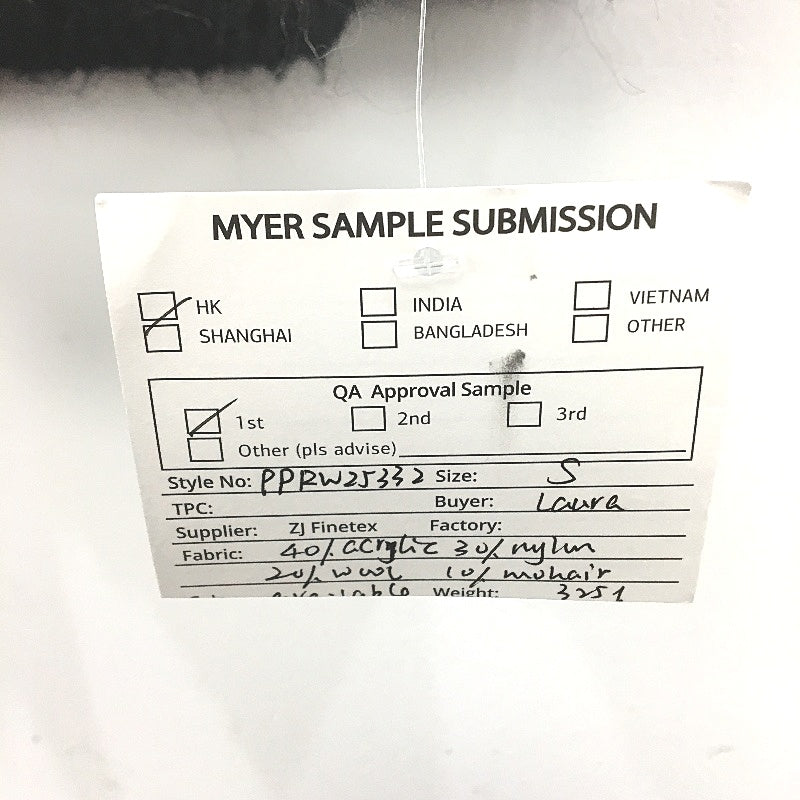 MYER SAMPLE SUBMISSION
HK INDIA VIETNAM
SHANGHAI BANGLADESH OTHER
QA Approval Sample
1st 2nd 3rd
Other (pls advise)
Style No: PPRW25332 Size: S
TPC: Buyer: Laura
Supplier: ZJ Finetex Factory:
Fabric: 40% acrylic 30% nylon
20% wool 10% mohair
available Weight: